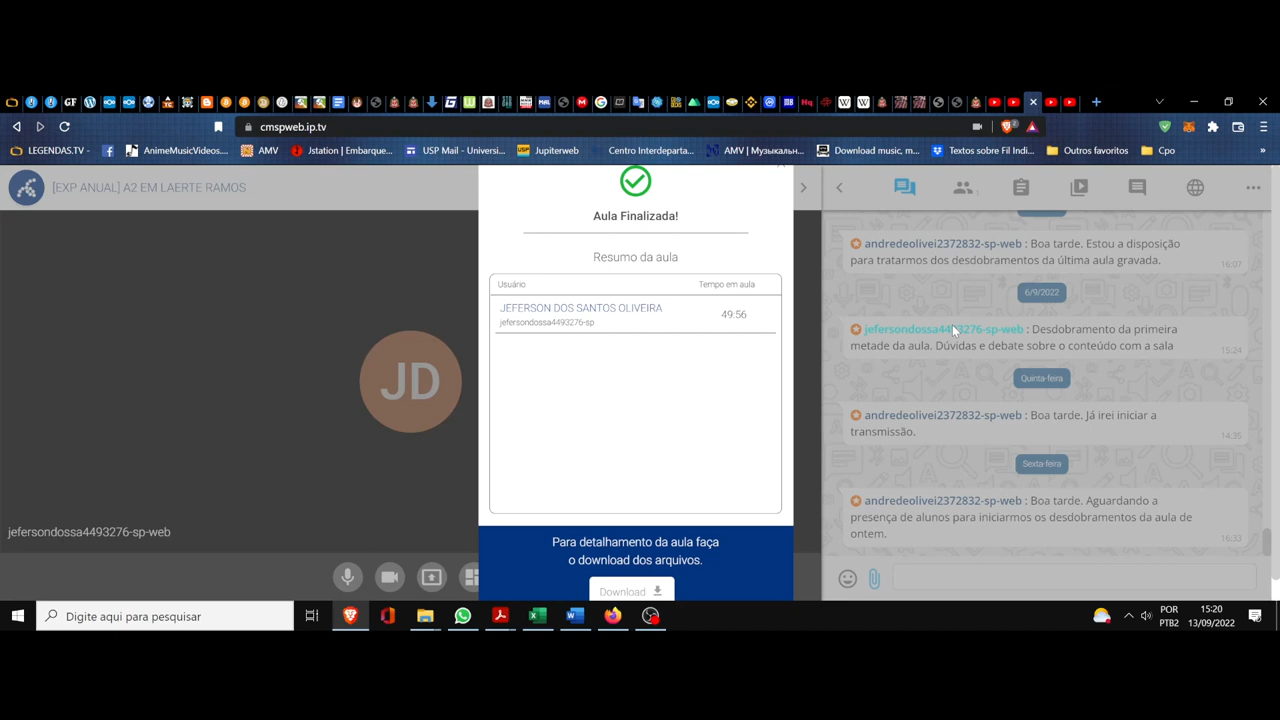 cmspweb.ip.tv
2
LEGENDAS.TV
AnimeMusicVideos...
AMV
Jstation | Embarque...
USP Mail - Universi...
Jupiterweb
Centro Interdeparta...
AMV | Музыкальн...
Download music, m...
Textos sobre Fil Indi...
Outros favoritos
Cpo
[EXP ANUAL] A2 EM LAERTE RAMOS
JD
jefersondossa4493276-sp-web
Aula Finalizada!
Resumo da aula
Usuário Tempo em aula
JEFERSON DOS SANTOS OLIVEIRA
jefersondossa4493276-sp
49:56
Para detalhamento da aula faça
o download dos arquivos.
Download
andredeolivei2372832-sp-web : Boa tarde. Estou a disposição
para tratarmos dos desdobramentos da última aula gravada.
16:07
6/9/2022
jefersondossa4493276-sp-web : Desdobramento da primeira
metade da aula. Dúvidas e debate sobre o conteúdo com a sala
15:24
Quinta-feira
andredeolivei2372832-sp-web : Boa tarde. Já irei iniciar a
transmissão.
14:35
Sexta-feira
andredeolivei2372832-sp-web : Boa tarde. Aguardando a
presença de alunos para iniciarmos os desdobramentos da aula de
ontem.
16:33
Digite aqui para pesquisar
POR
PTB2
15:20
13/09/2022